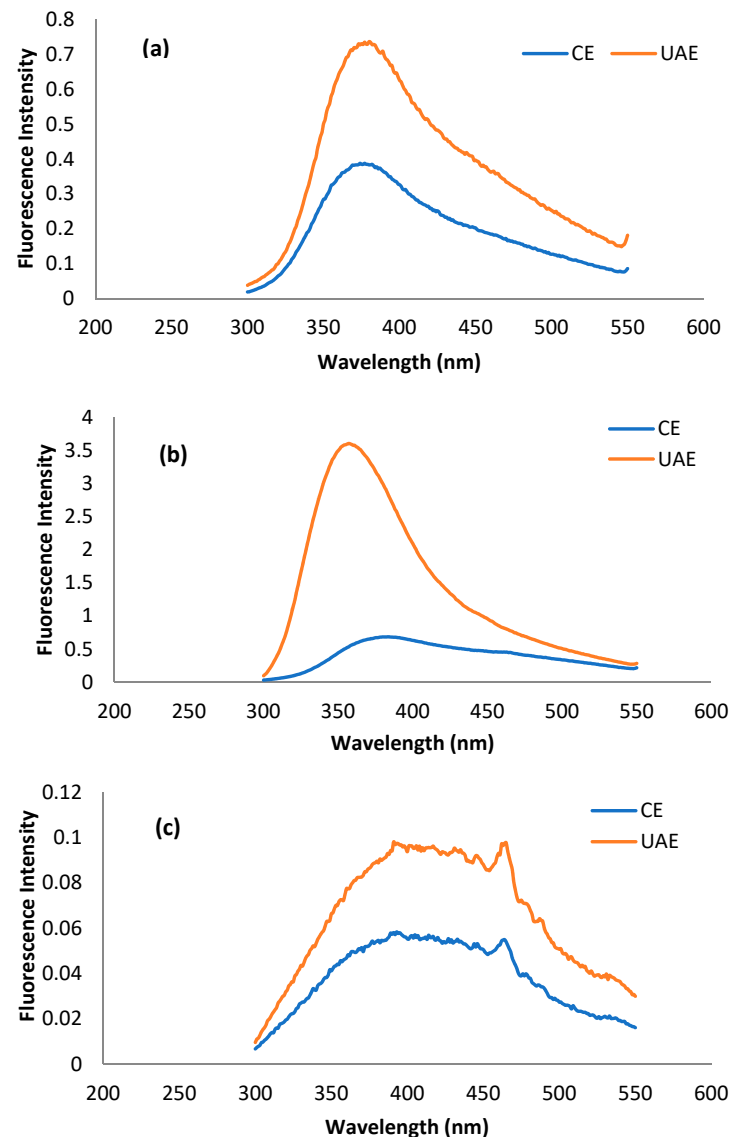 (a)
CE UAE
Fluorescence Instensity
0.8
0.7
0.6
0.5
0.4
0.3
0.2
0.1
0
200 250 300 350 400 450 500 550 600
Wavelength (nm)
(b)
CE
UAE
Fluorescence Intensity
4
3.5
3
2.5
2
1.5
1
0.5
0
200 250 300 350 400 450 500 550 600
Wavelength (nm)
(c)
CE
UAE
Fluorescence Intensity
0.12
0.1
0.08
0.06
0.04
0.02
0
200 250 300 350 400 450 500 550 600
Wavelength (nm)